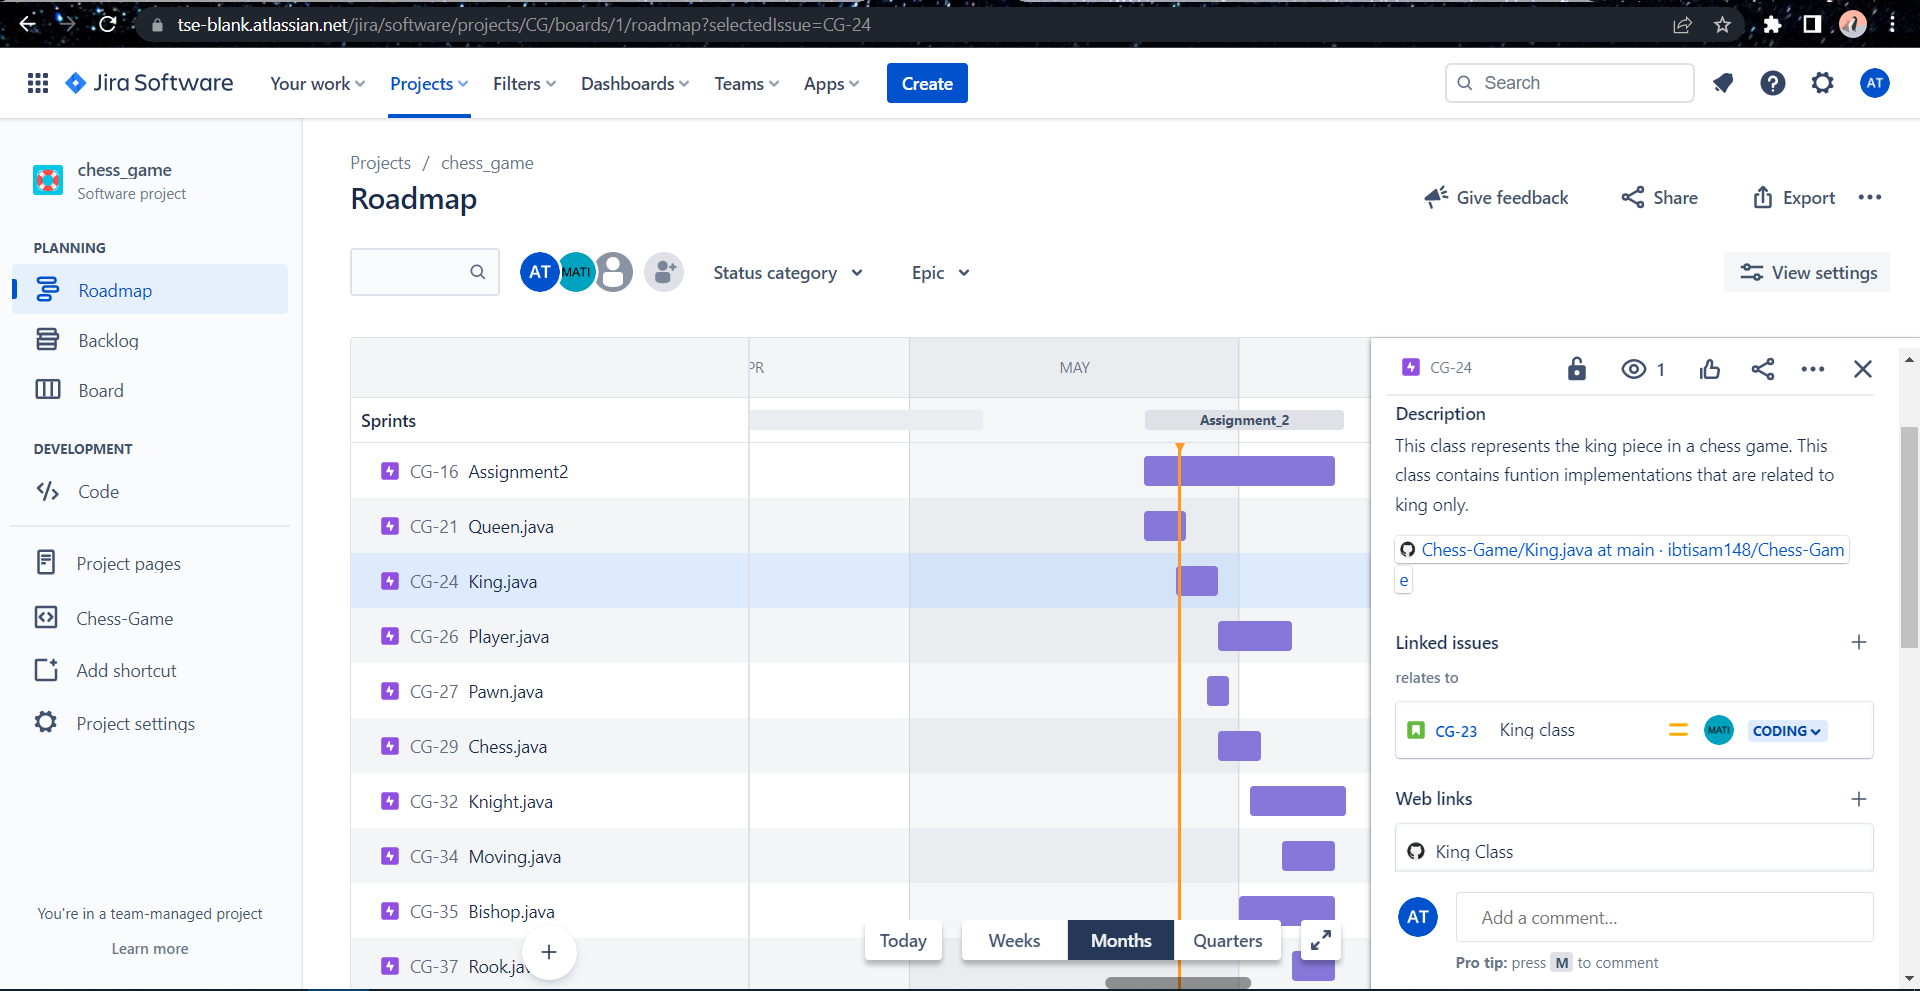 tse-blank.atlassian.net/jira/software/projects/CG/boards/1/roadmap?selectedIssue=CG-24
Jira Software
Your work
Projects
Filters
Dashboards
Teams
Apps
Create
Search
AT
chess_game
Software project
PLANNING
Roadmap
Backlog
Board
DEVELOPMENT
Code
Project pages
Chess-Game
Add shortcut
Project settings
You're in a team-managed project
Learn more
Projects / chess_game
Roadmap
Give feedback
Share
Export
AT
MATI
Status category
Epic
View settings
PR
MAY
Sprints
Assignment_2
CG-16 Assignment2
CG-21 Queen.java
CG-24 King.java
CG-26 Player.java
CG-27 Pawn.java
CG-29 Chess.java
CG-32 Knight.java
CG-34 Moving.java
CG-35 Bishop.java
CG-37 Rook.ja
Today
Weeks
Months
Quarters
CG-24
1
Description
This class represents the king piece in a chess game. This
class contains funtion implementations that are related to
king only.
Chess-Game/King.java at main · ibtisam148/Chess-Gam
e
Linked issues
relates to
CG-23 King class
MATI
CODING
Web links
King Class
AT
Add a comment...
Pro tip: press M to comment